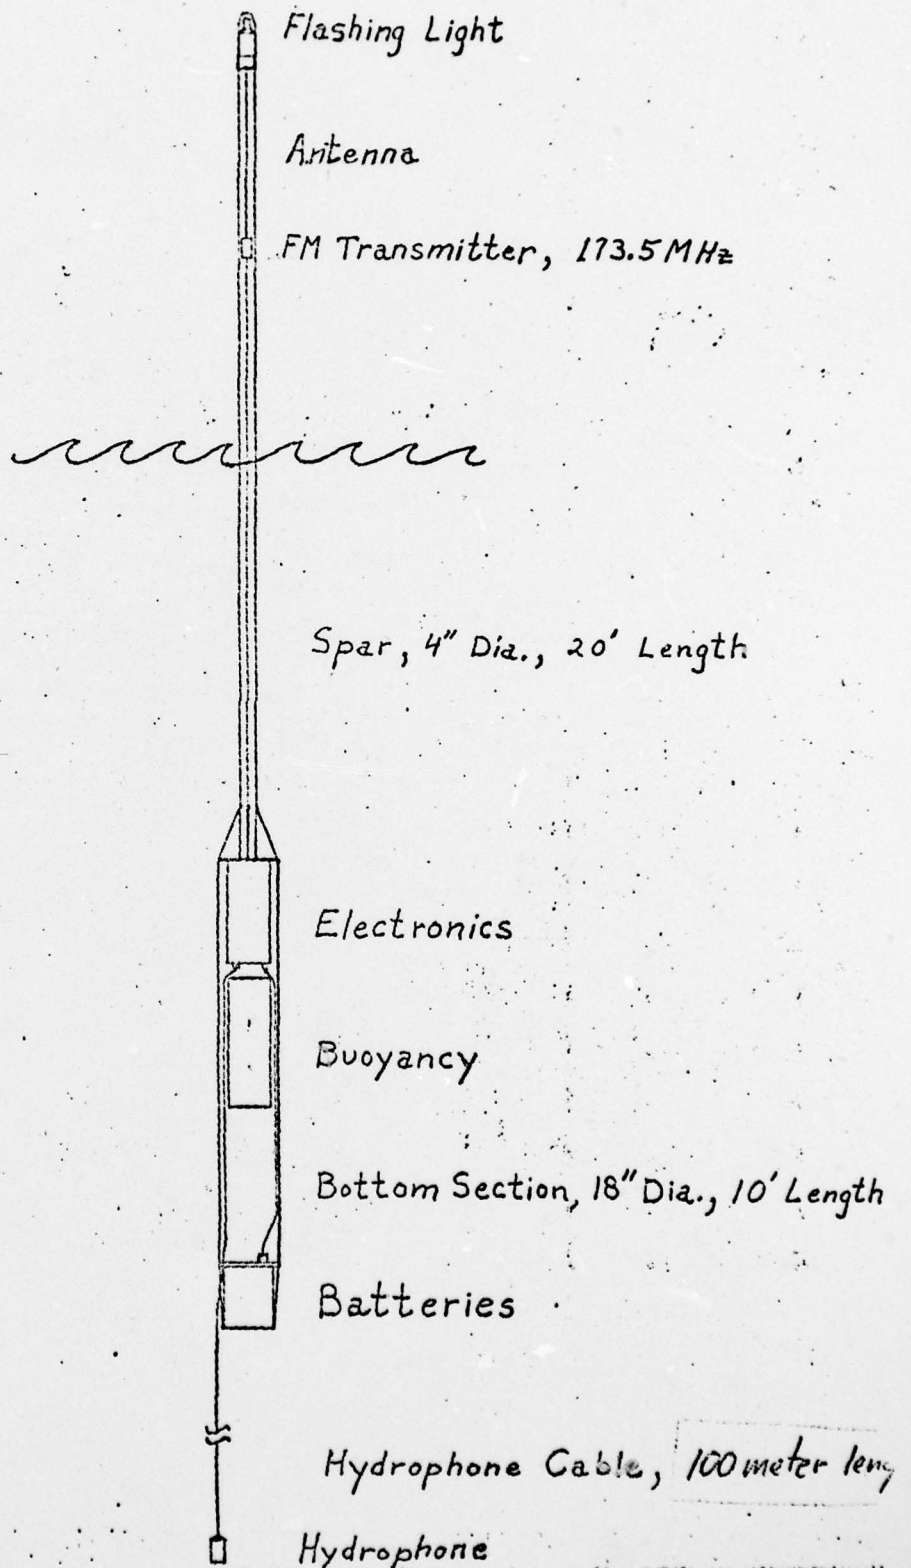 Flashing Light
Antenna
FM Transmitter, 173.5 MHz
Spar, 4" Dia., 20' Length
Electronics
Buoyancy
Bottom Section, 18" Dia., 10' Length
Batteries
Hydrophone Cable, 100 meter leng
Hydrophone